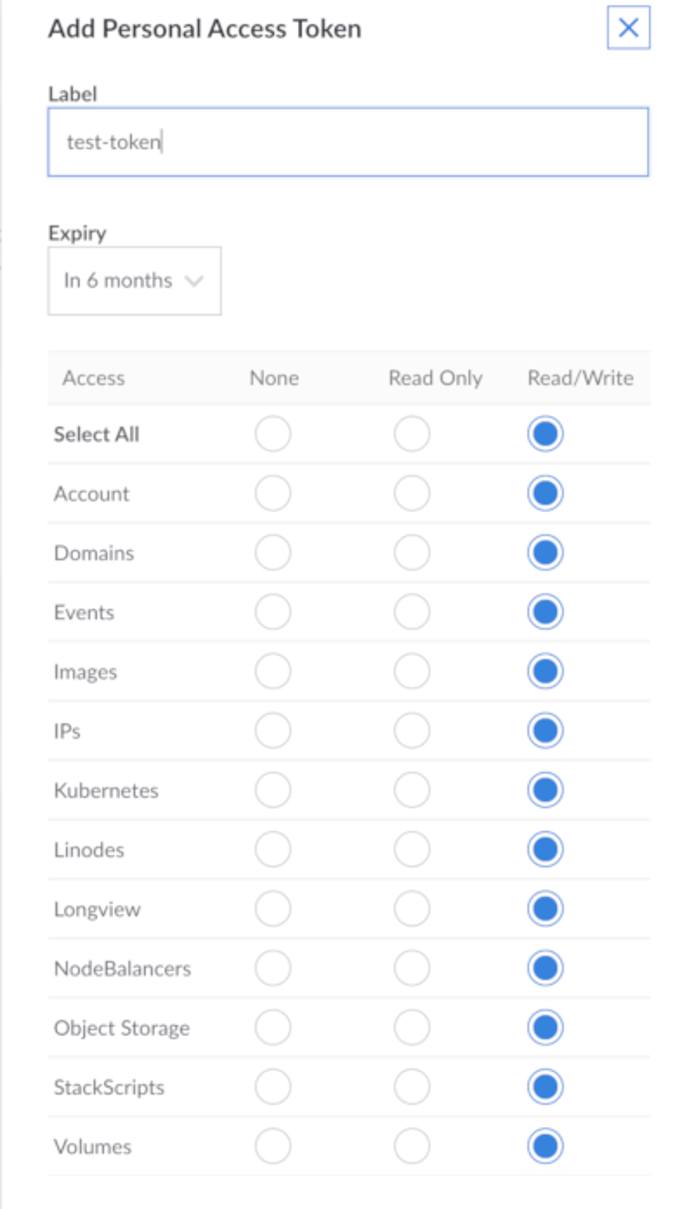 Add Personal Access Token
Label
test-token
Expiry
In 6 months
Access None Read Only Read/Write
Select All
Account
Domains
Events
Images
IPs
Kubernetes
Linodes
Longview
NodeBalancers
Object Storage
StackScripts
Volumes